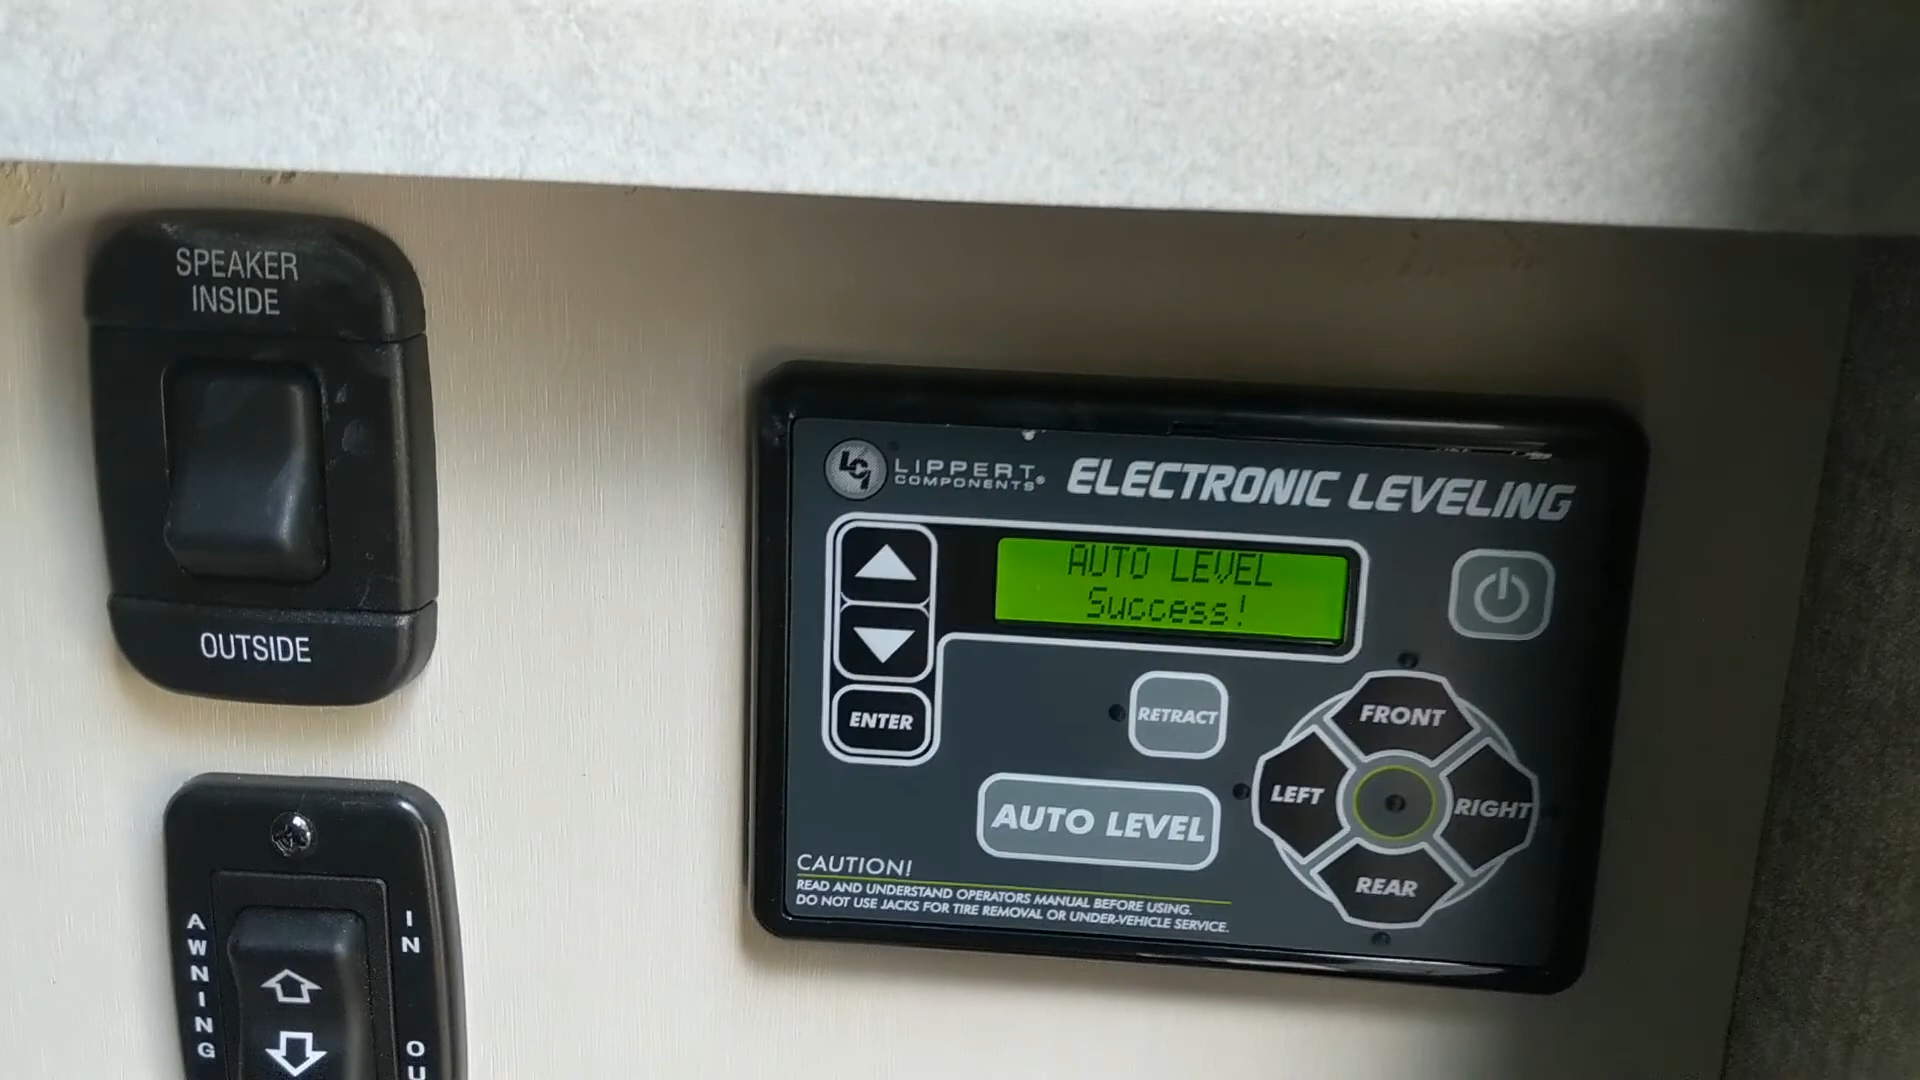 SPEAKER
INSIDE
OUTSIDE
AWNING
IN
OU
LCI
LIPPERT
COMPONENTS®
ELECTRONIC LEVELING
AUTO LEVEL
Success!
ENTER
RETRACT
AUTO LEVEL
FRONT
LEFT
RIGHT
REAR
CAUTION!
READ AND UNDERSTAND OPERATORS MANUAL BEFORE USING.
DO NOT USE JACKS FOR TIRE REMOVAL OR UNDER-VEHICLE SERVICE.